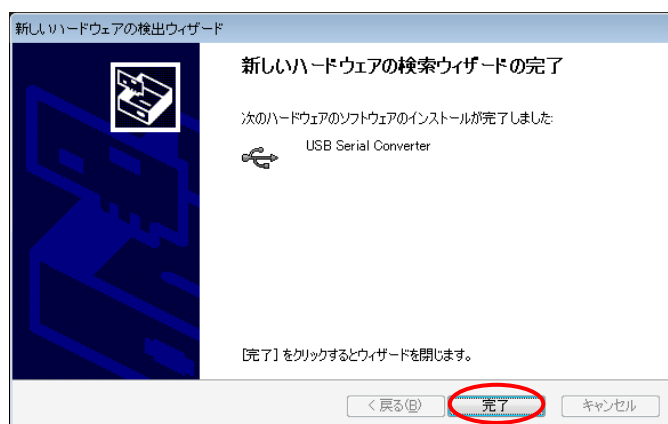 新しいハードウェアの検出ウィザード
新しいハードウェアの検索ウィザードの完了
次のハードウェアのソフトウェアのインストールが完了しました:
USB Serial Converter
[完了] をクリックするとウィザードを閉じます。
< 戻る(B) 完了 キャンセル